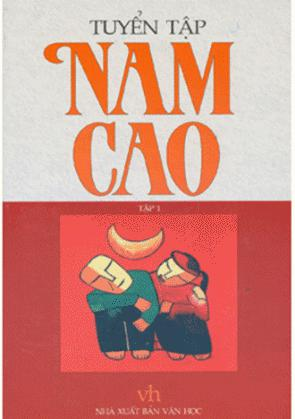 TUYỂN TẬP
NAM
CAO
TẬP 1
vh
NHÀ XUẤT BẢN VĂN HỌC